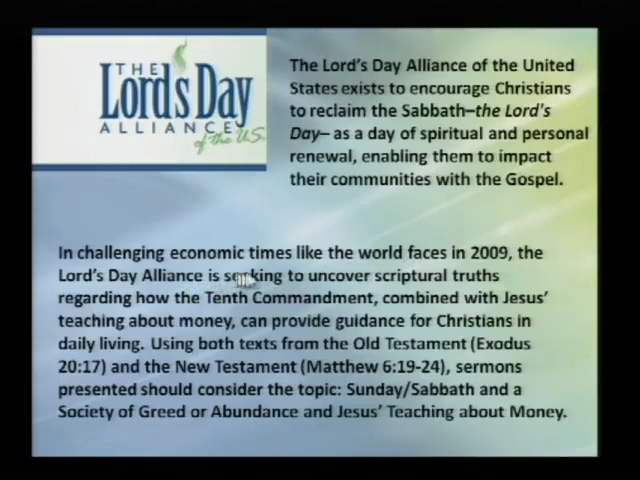 THE
Lord's Day
ALLIANCE
of the U.S.
The Lord's Day Alliance of the United
States exists to encourage Christians
to reclaim the Sabbath–the Lord's
Day– as a day of spiritual and personal
renewal, enabling them to impact
their communities with the Gospel.
In challenging economic times like the world faces in 2009, the
Lord's Day Alliance is seeking to uncover scriptural truths
regarding how the Tenth Commandment, combined with Jesus'
teaching about money, can provide guidance for Christians in
daily living. Using both texts from the Old Testament (Exodus
20:17) and the New Testament (Matthew 6:19-24), sermons
presented should consider the topic: Sunday/Sabbath and a
Society of Greed or Abundance and Jesus' Teaching about Money.